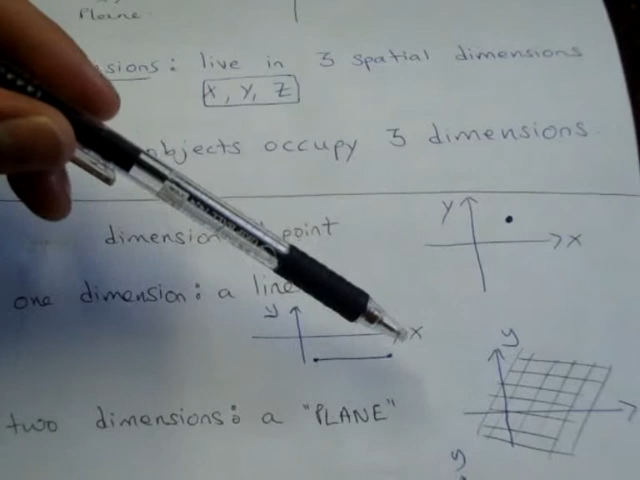 Plane
sions: live in 3 spatial dimensions
X, Y, Z
objects occupy 3 dimensions
dimension point
Y
X
one dimension: a line
y
X
y
two dimensions: a "PLANE"
y